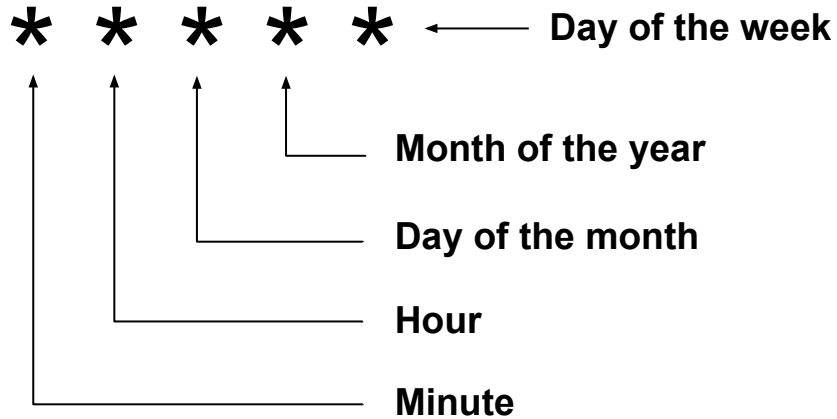 * * * * * Day of the week
Month of the year
Day of the month
Hour
Minute